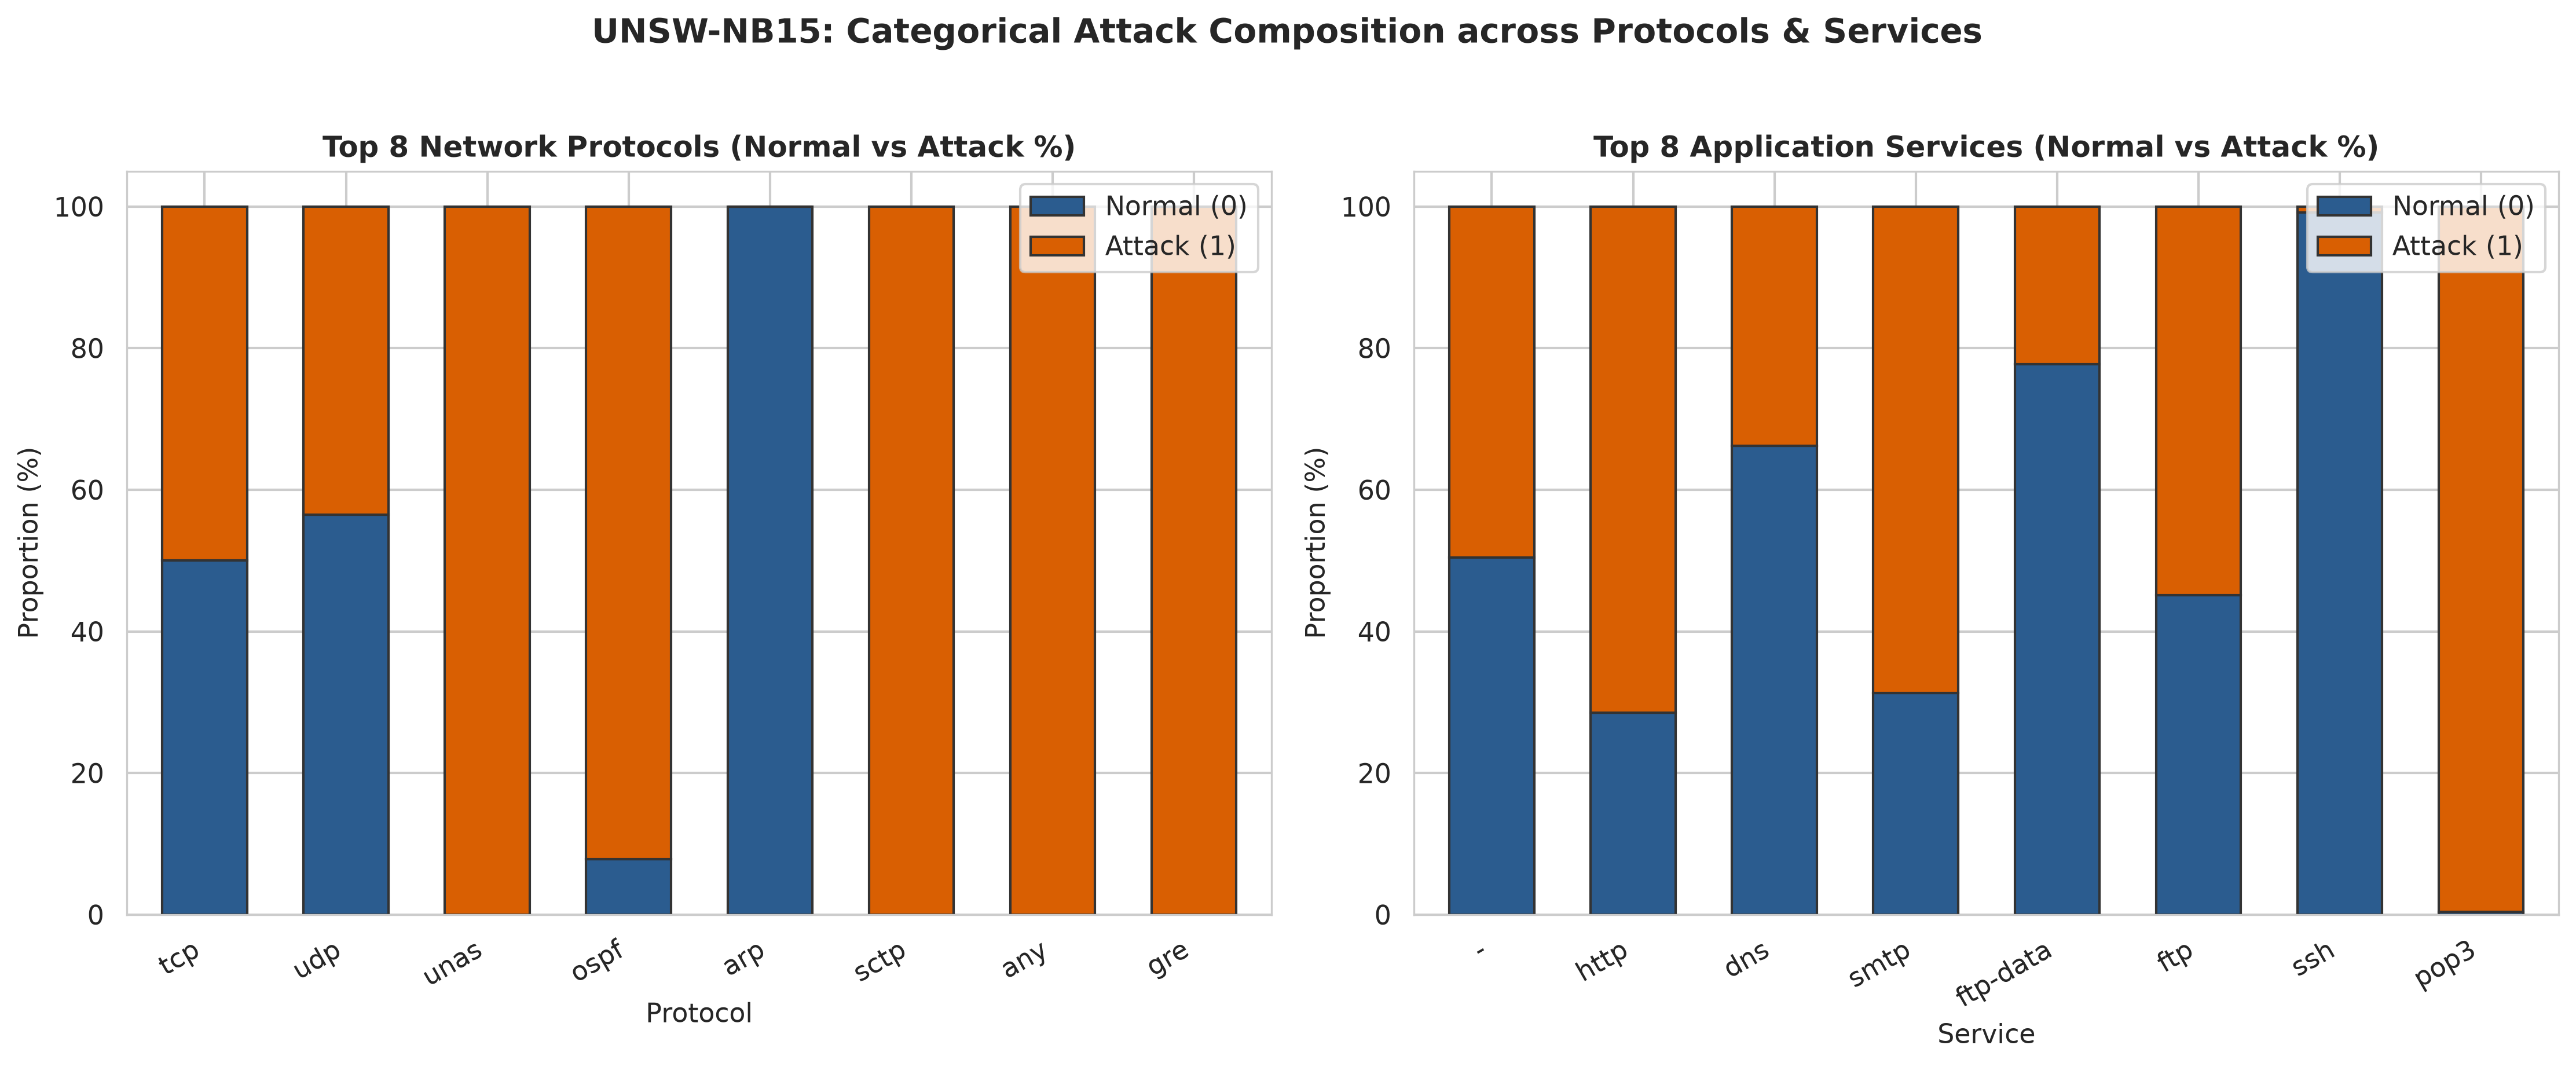 UNSW-NB15: Categorical Attack Composition across Protocols & Services
Top 8 Network Protocols (Normal vs Attack %)
Normal (0)
Attack (1)
100
80
60
40
20
0
Proportion (%)
tcp
udp
unas
ospf
arp
sctp
any
gre
Protocol
Top 8 Application Services (Normal vs Attack %)
Normal (0)
Attack (1)
100
80
60
40
20
0
Proportion (%)
-
http
dns
smtp
ftp-data
ftp
ssh
pop3
Service